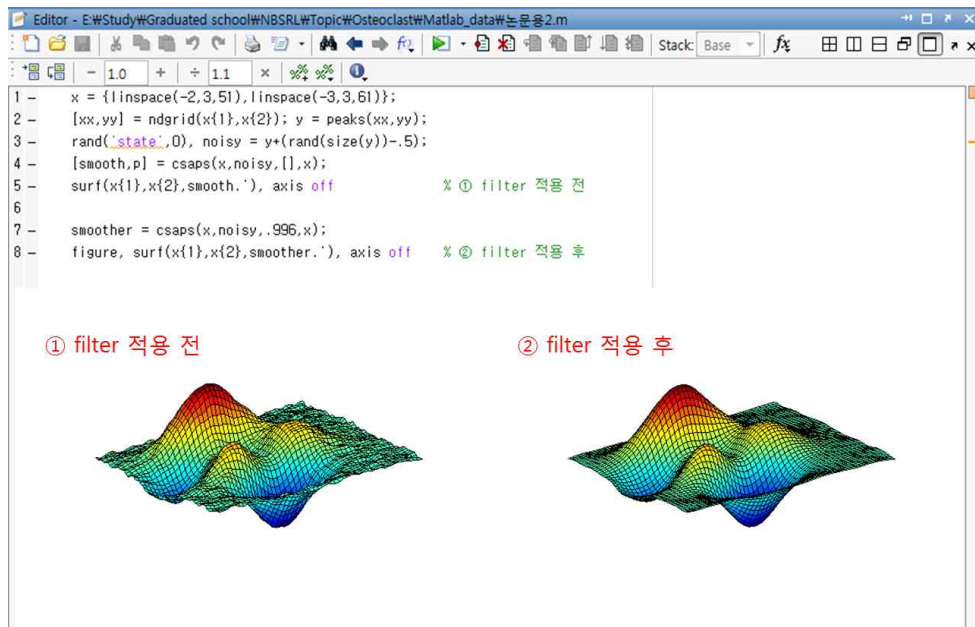 Editor - E:₩Study₩Graduated school₩NBSRL₩Topic₩Osteoclast₩Matlab_data₩논문용2.m
Stack: Base fx
- 1.0 + ÷ 1.1 ×
1 - x = {linspace(-2,3,51),linspace(-3,3,61)};
2 - [xx,yy] = ndgrid(x{1},x{2}); y = peaks(xx,yy);
3 - rand('state',0), noisy = y+(rand(size(y))-.5);
4 - [smooth,p] = csaps(x,noisy,[],x);
5 - surf(x{1},x{2},smooth.'), axis off % ① filter 적용 전
6
7 - smoother = csaps(x,noisy,.996,x);
8 - figure, surf(x{1},x{2},smoother.'), axis off % ② filter 적용 후
① filter 적용 전
② filter 적용 후